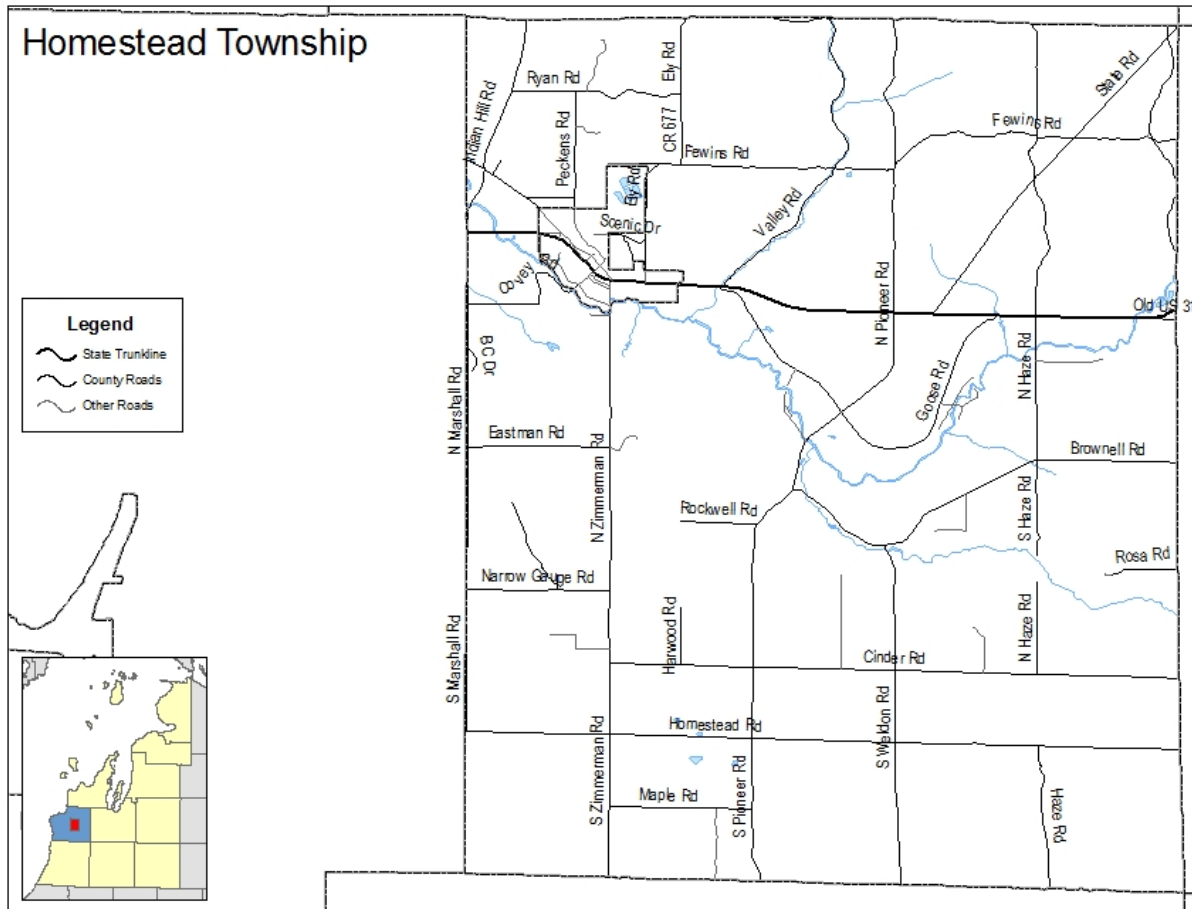 Homestead Township
Ely Rd
State Rd
Ryan Rd
Indian Hill Rd
Fewins Rd
Peckens Rd
CR 677
Fewins Rd
Ely Rd
Valley Rd
Scenic Dr
Covey Rd
N Pioneer Rd
Old US 31
Legend
State Trunkline
County Roads
Other Roads
BC Dr
N Haze Rd
Goose Rd
N Marshall Rd
Eastman Rd
Brownell Rd
N Zimmerman Rd
Rockwell Rd
S Haze Rd
Rosa Rd
Narrow Gauge Rd
Harwood Rd
N Haze Rd
S Marshall Rd
Cinder Rd
Homestead Rd
S Weldon Rd
S Zimmerman Rd
Maple Rd
S Pioneer Rd
Haze Rd